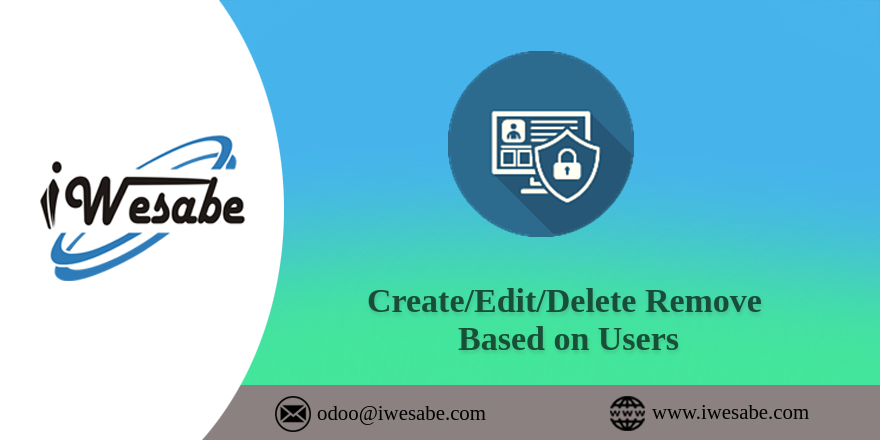 iWesabe
Create/Edit/Delete Remove
Based on Users
odoo@iwesabe.com
www.iwesabe.com